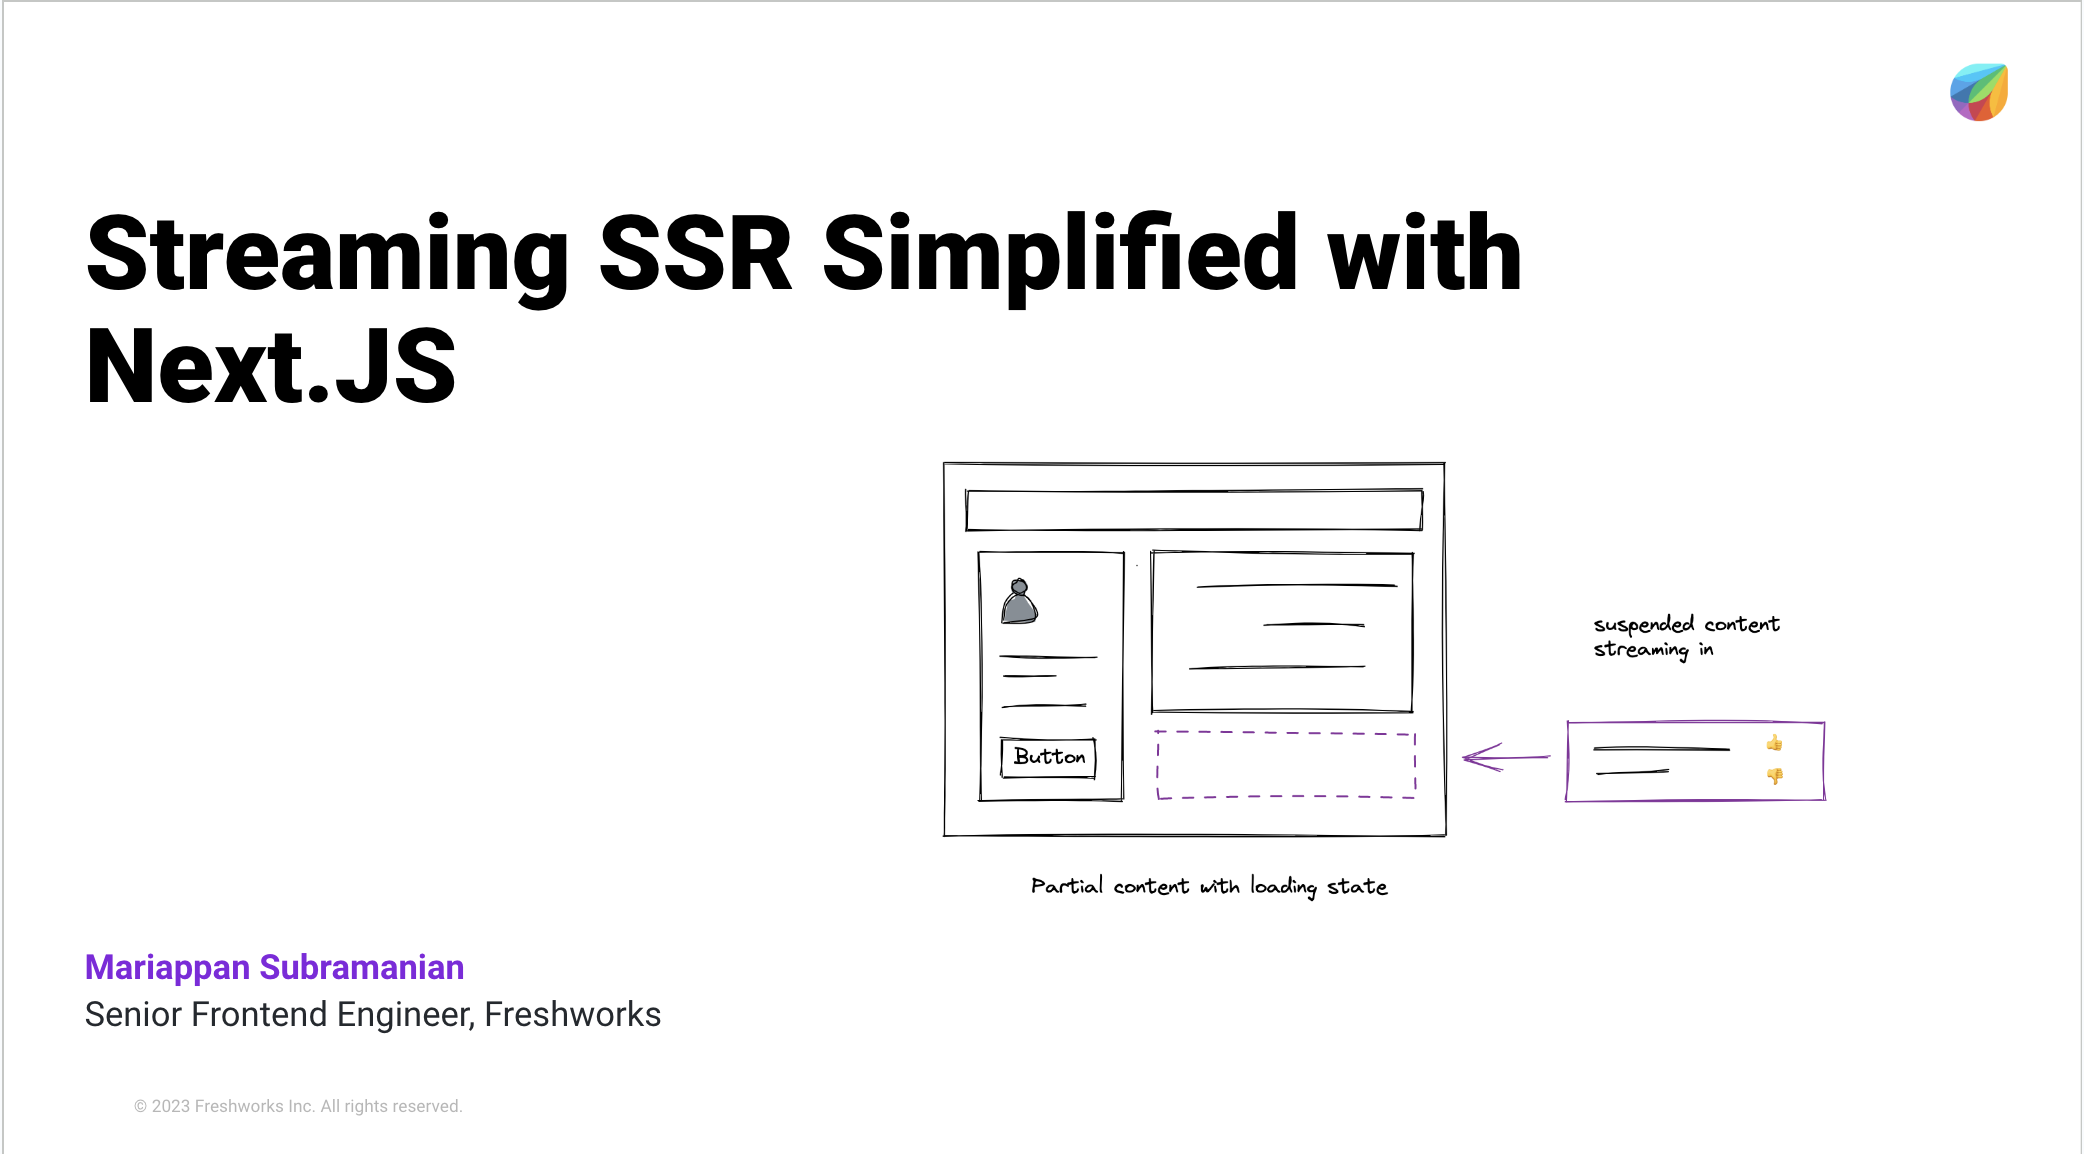 Streaming SSR Simplified with
Next.JS
Button
suspended content
streaming in
Partial content with loading state
Mariappan Subramanian
Senior Frontend Engineer, Freshworks
© 2023 Freshworks Inc. All rights reserved.